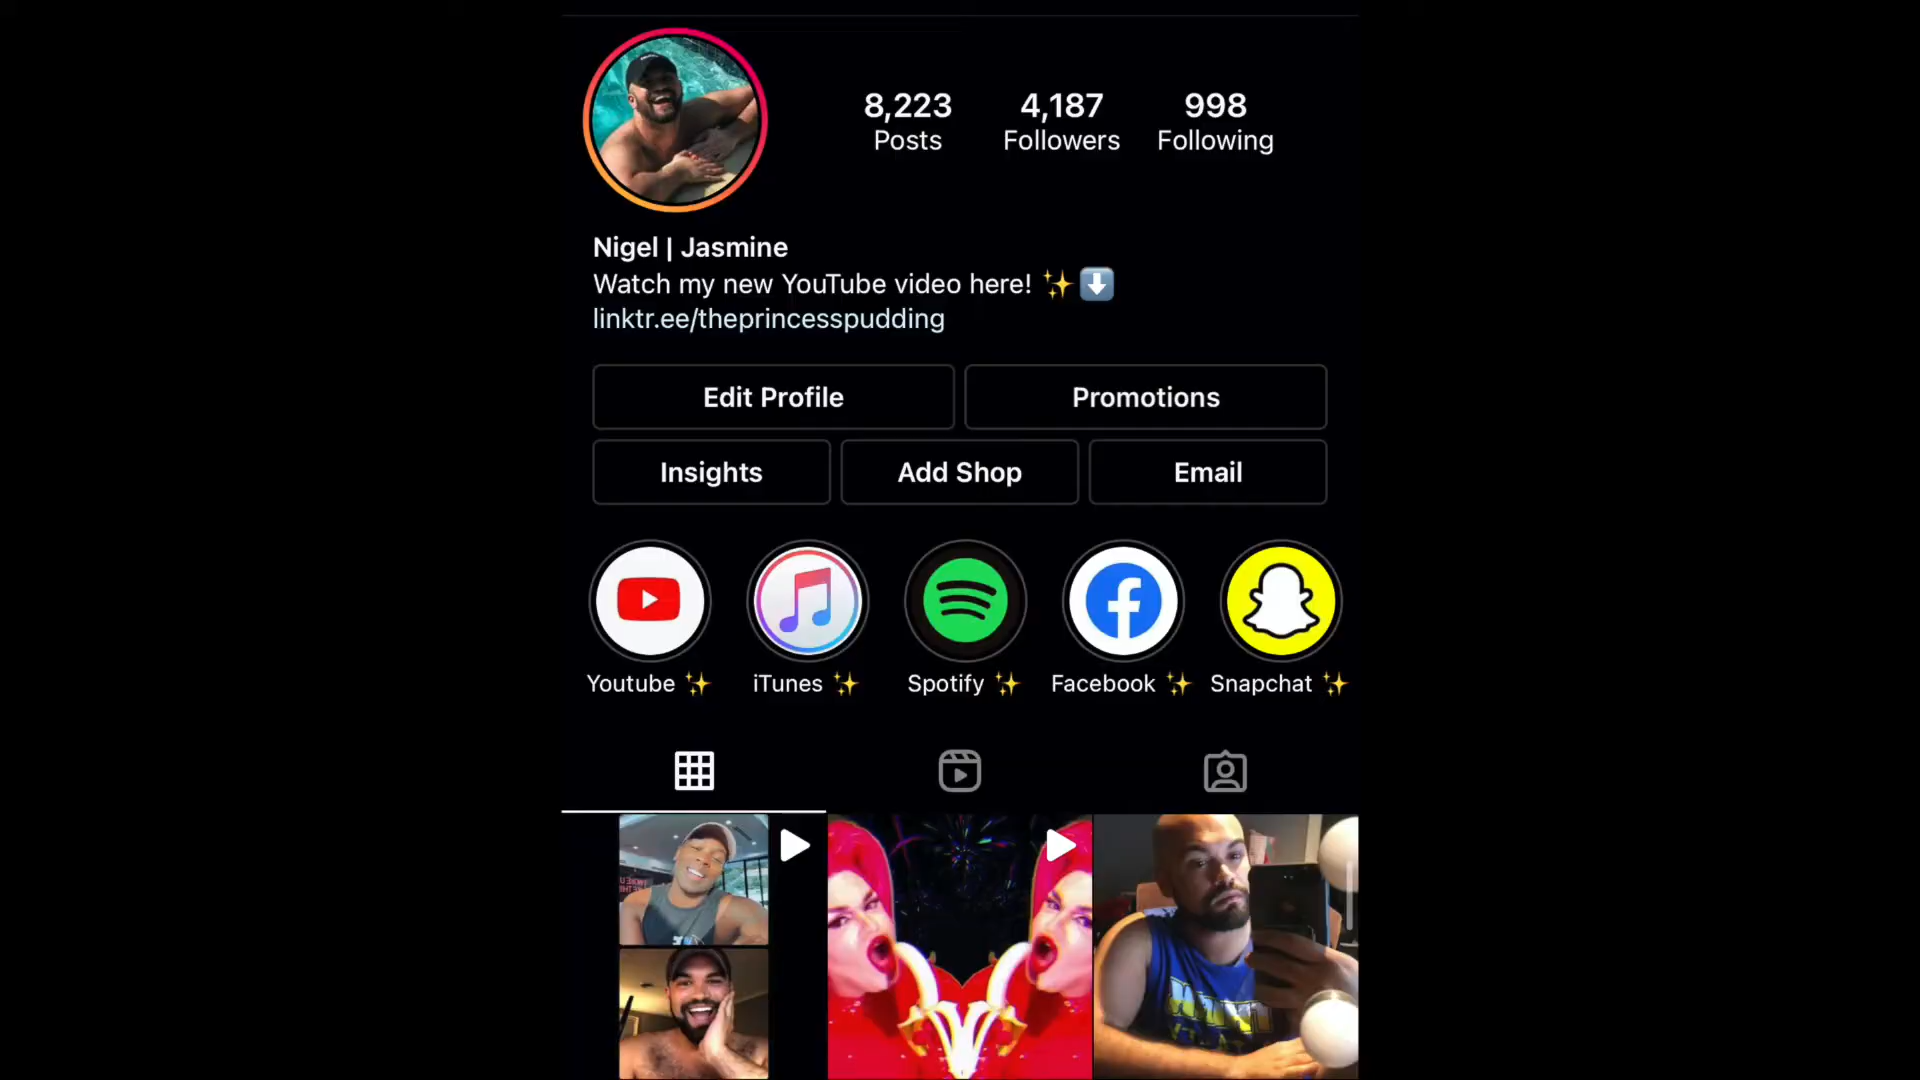 8,223 4,187 998
Posts Followers Following
Nigel | Jasmine
Watch my new YouTube video here! ✨⬇️
linktr.ee/theprincesspudding
Edit Profile Promotions
Insights Add Shop Email
Youtube ✨ iTunes ✨ Spotify ✨ Facebook ✨ Snapchat ✨